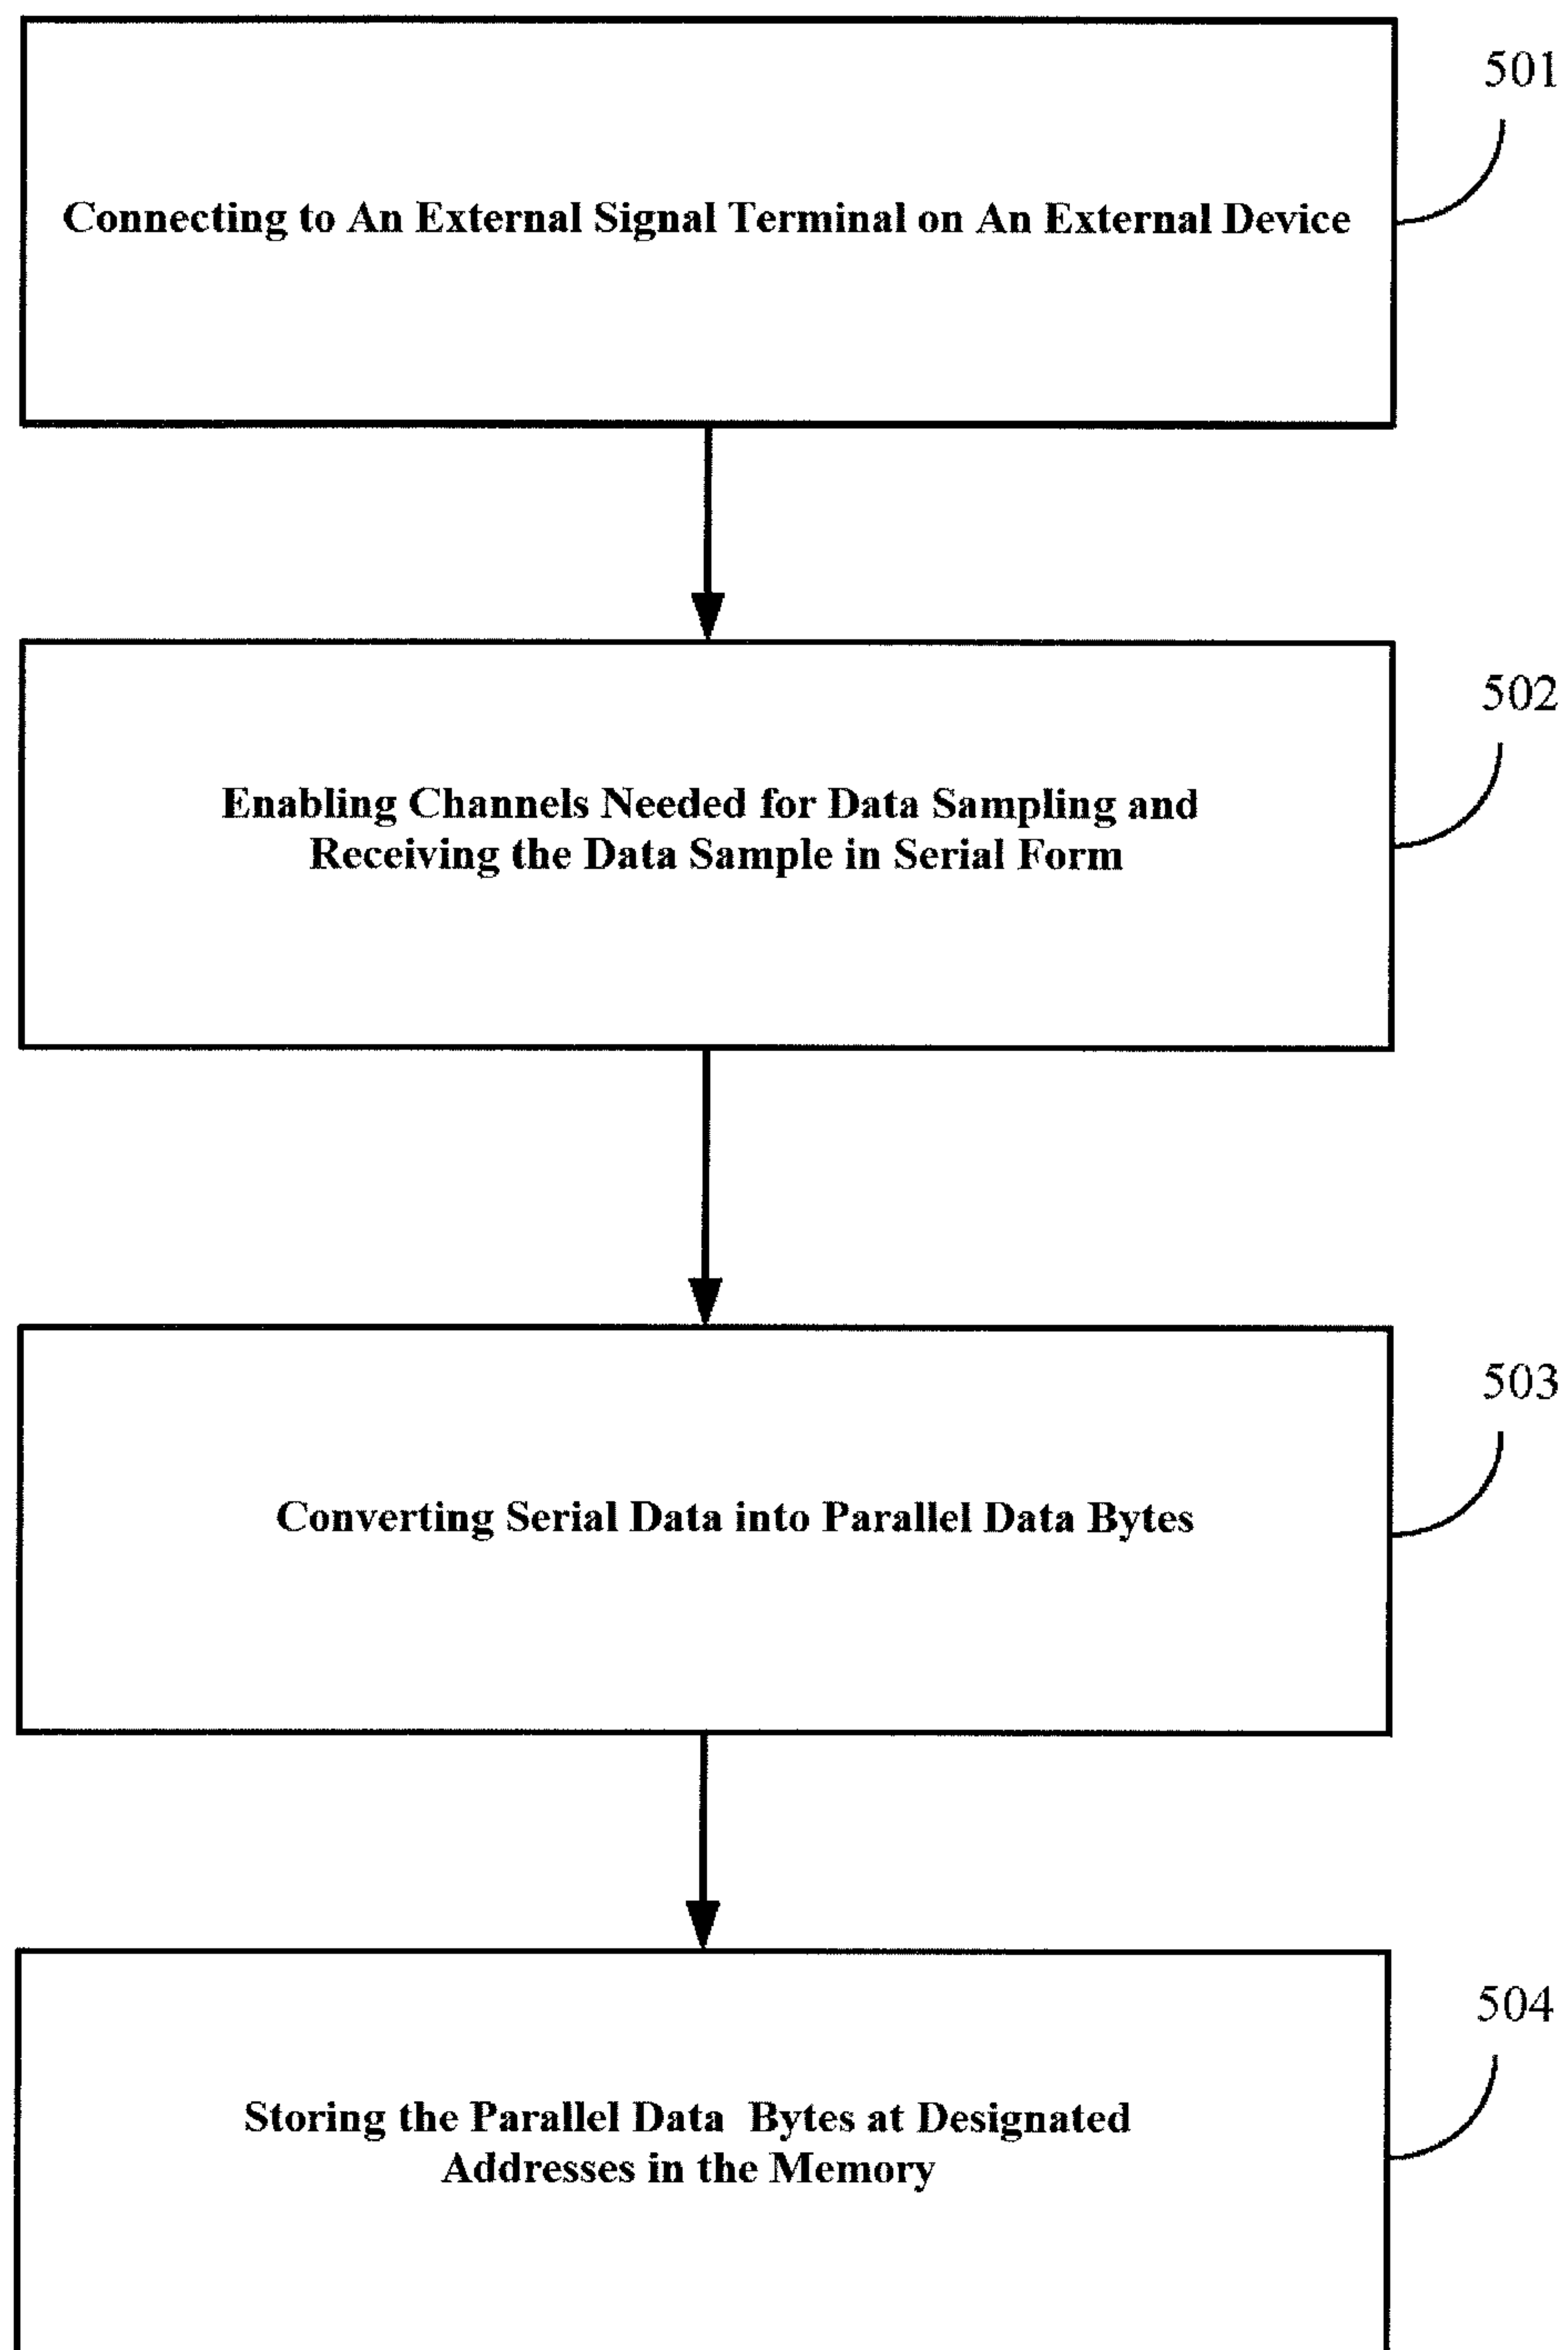 501
Connecting to An External Signal Terminal on An External Device
502
Enabling Channels Needed for Data Sampling and
Receiving the Data Sample in Serial Form
503
Converting Serial Data into Parallel Data Bytes
504
Storing the Parallel Data Bytes at Designated
Addresses in the Memory